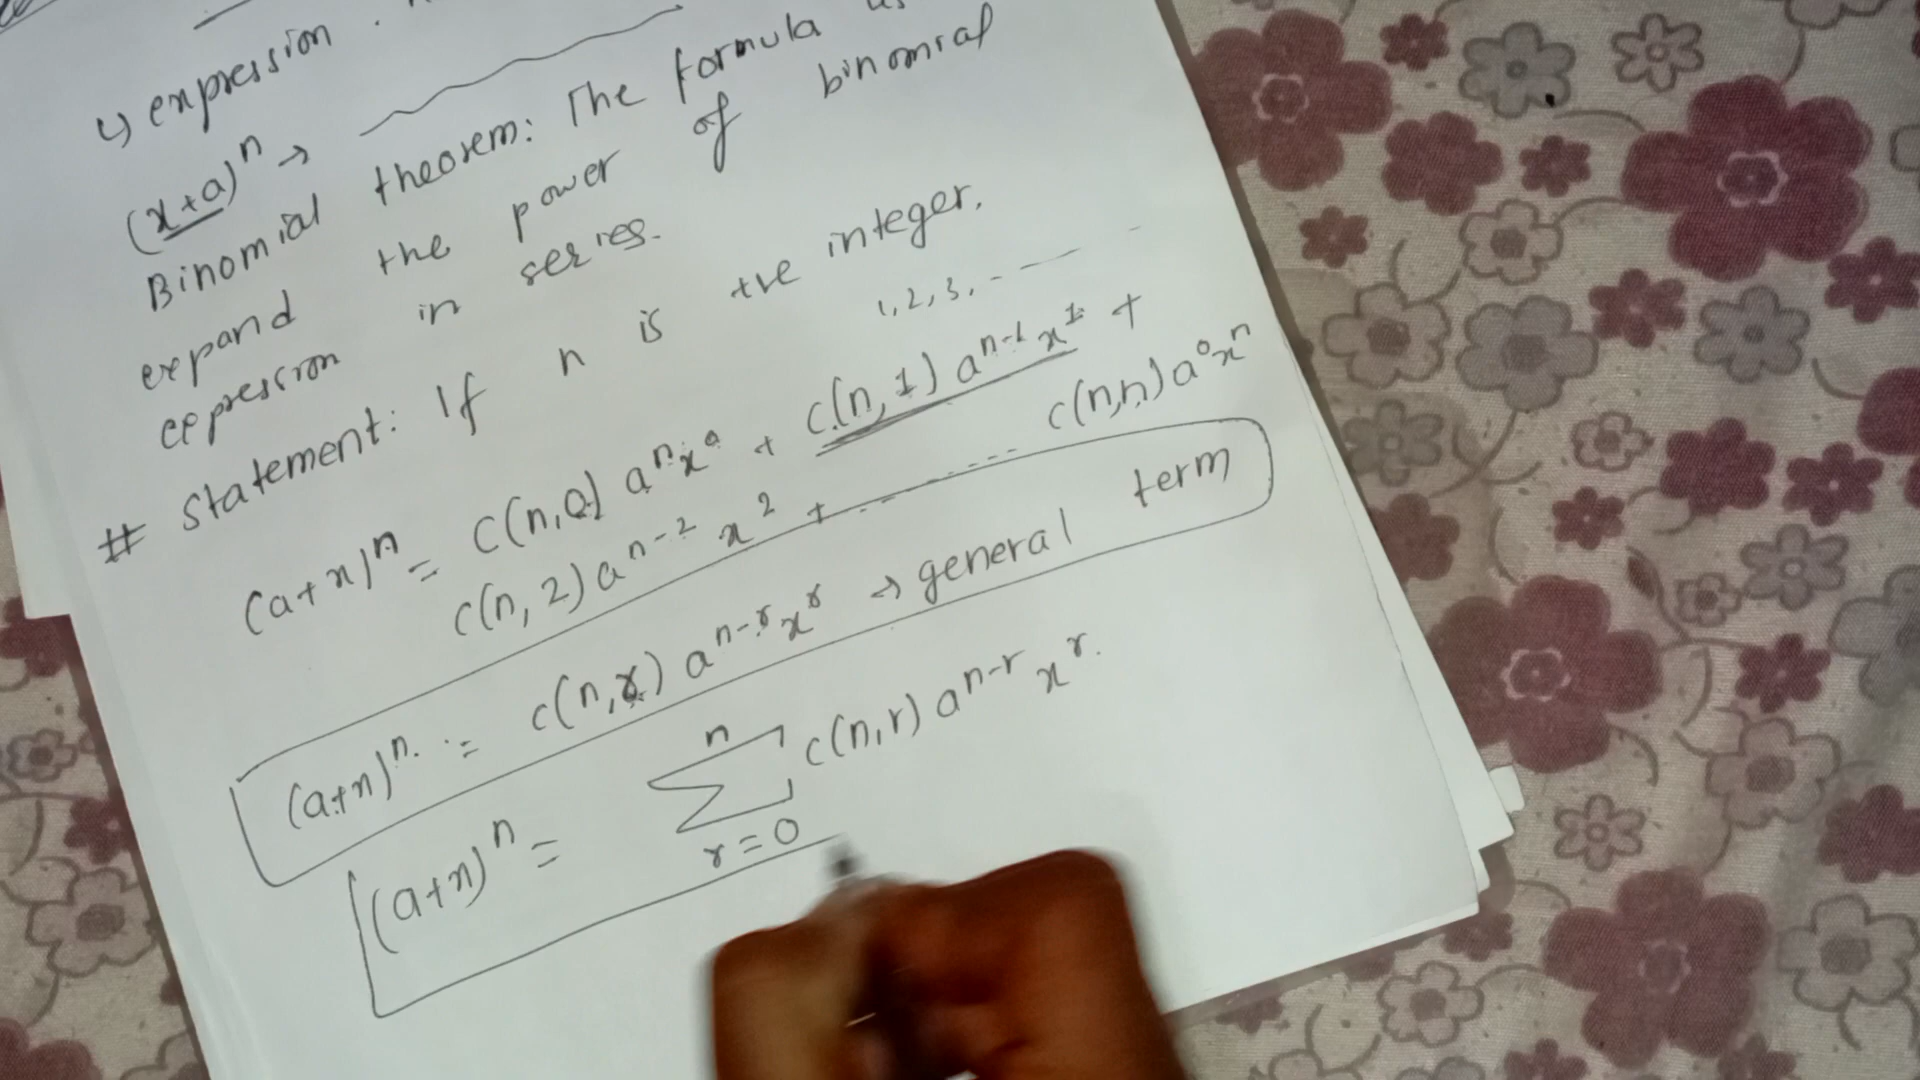 ↳ expression.
(x+a)^n →
Binomial theorem: The formula
expand the power of binomial
expression in series.
# Statement: If n is +ve integer.
1,2,3, - - - -
(a+x)^n = C(n,0) a^n x^0 + C(n,1) a^{n-1} x^1 +
C(n,2) a^{n-2} x^2 + ........ C(n,n) a^0 x^n
(a+x)^n = C(n,r) a^{n-r} x^r → general term
(a+x)^n = ∑_{r=0}^{n} C(n,r) a^{n-r} x^r.